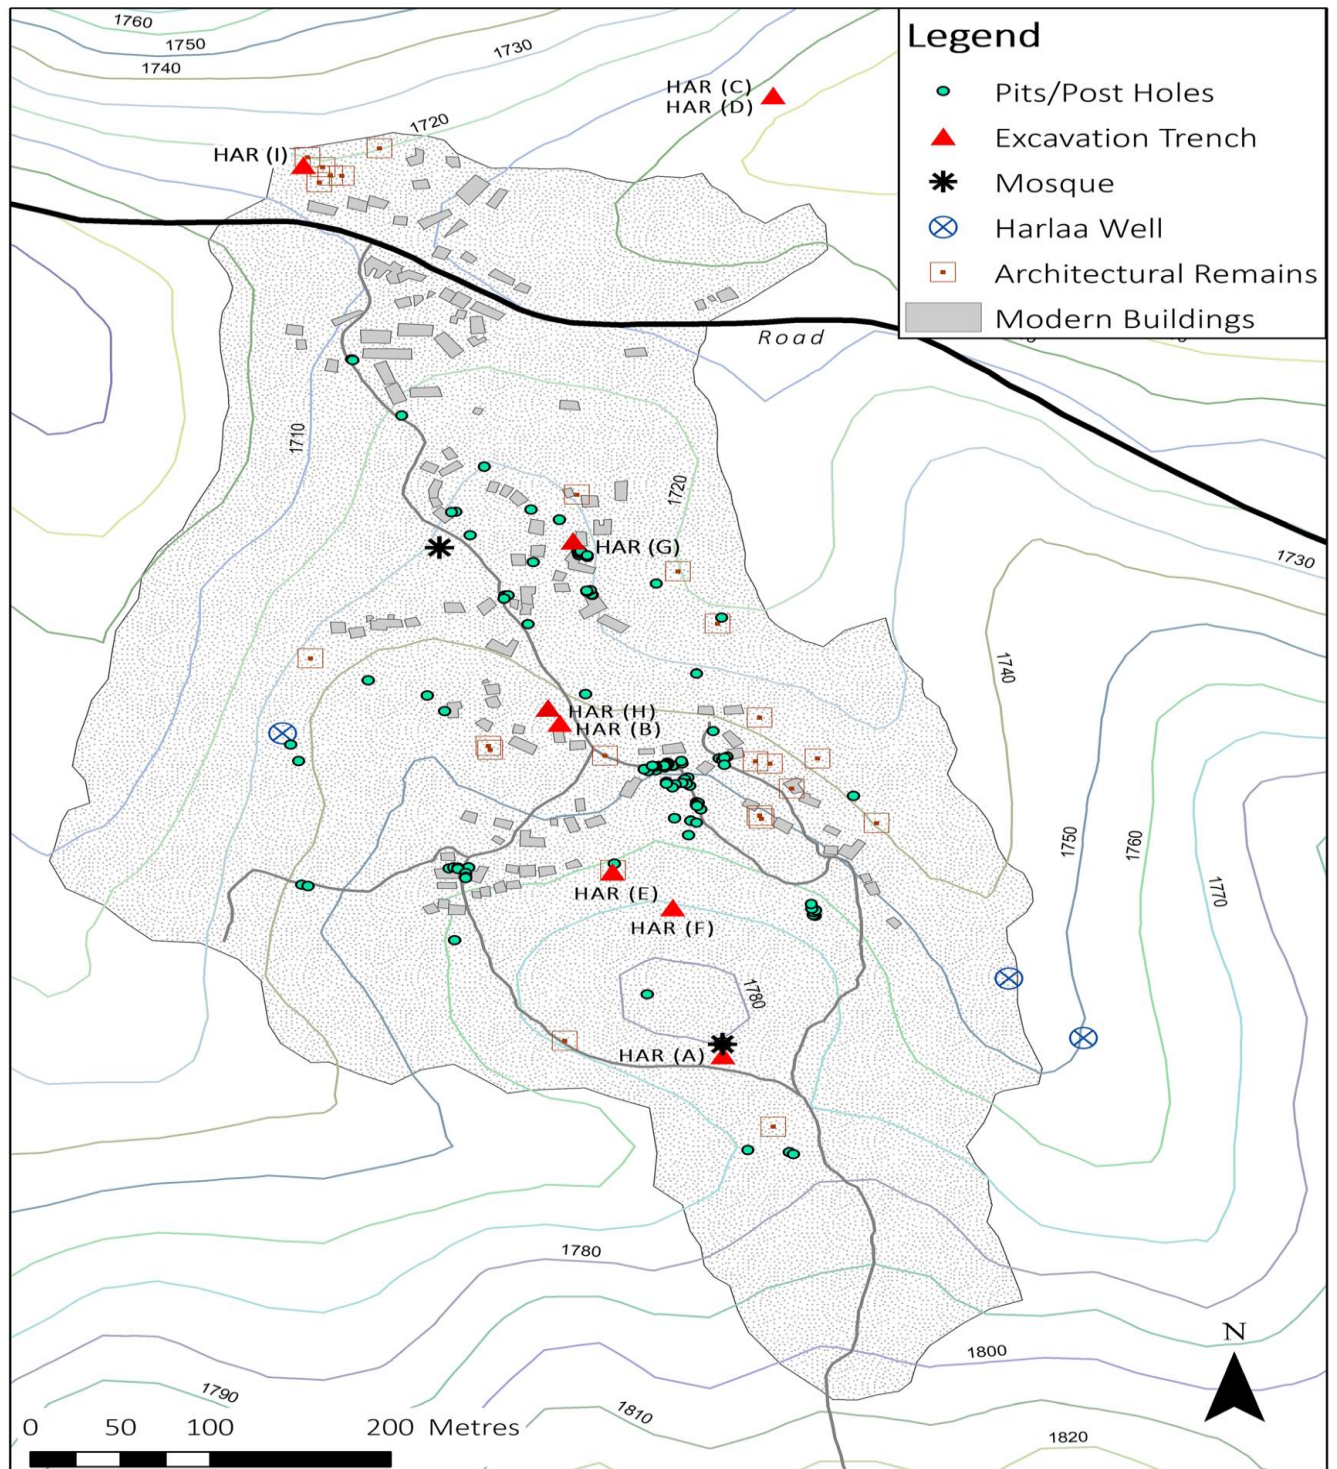 1760
1750
1740
1730
1720
HAR (C)
HAR (D)
HAR (I)
Legend
Pits/Post Holes
Excavation Trench
Mosque
Harlaa Well
Architectural Remains
Modern Buildings
Road
1710
1720
HAR (G)
1730
1740
HAR (H)
HAR (B)
1750
1760
1770
HAR (E)
HAR (F)
1780
HAR (A)
1780
N
1800
1790
1810
1820
0 50 100 200 Metres